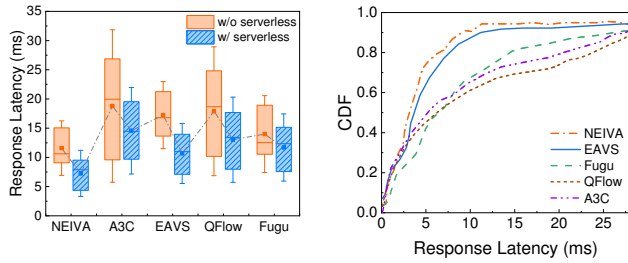 Response Latency (ms)
35
30
25
20
15
10
5
0
w/o serverless
w/ serverless
NEIVA A3C EAVS QFlow Fugu
CDF
1.0
0.8
0.6
0.4
0.2
0.0
NEIVA
EAVS
Fugu
QFlow
A3C
0 5 10 15 20 25
Response Latency (ms)